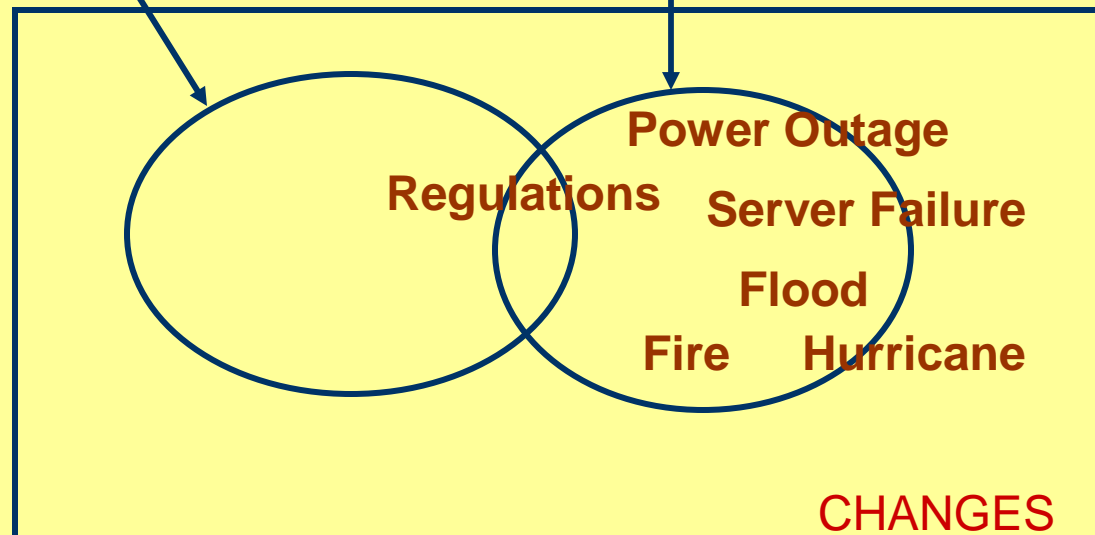 Power Outage
Regulations
Server Failure
Flood
Fire Hurricane
CHANGES